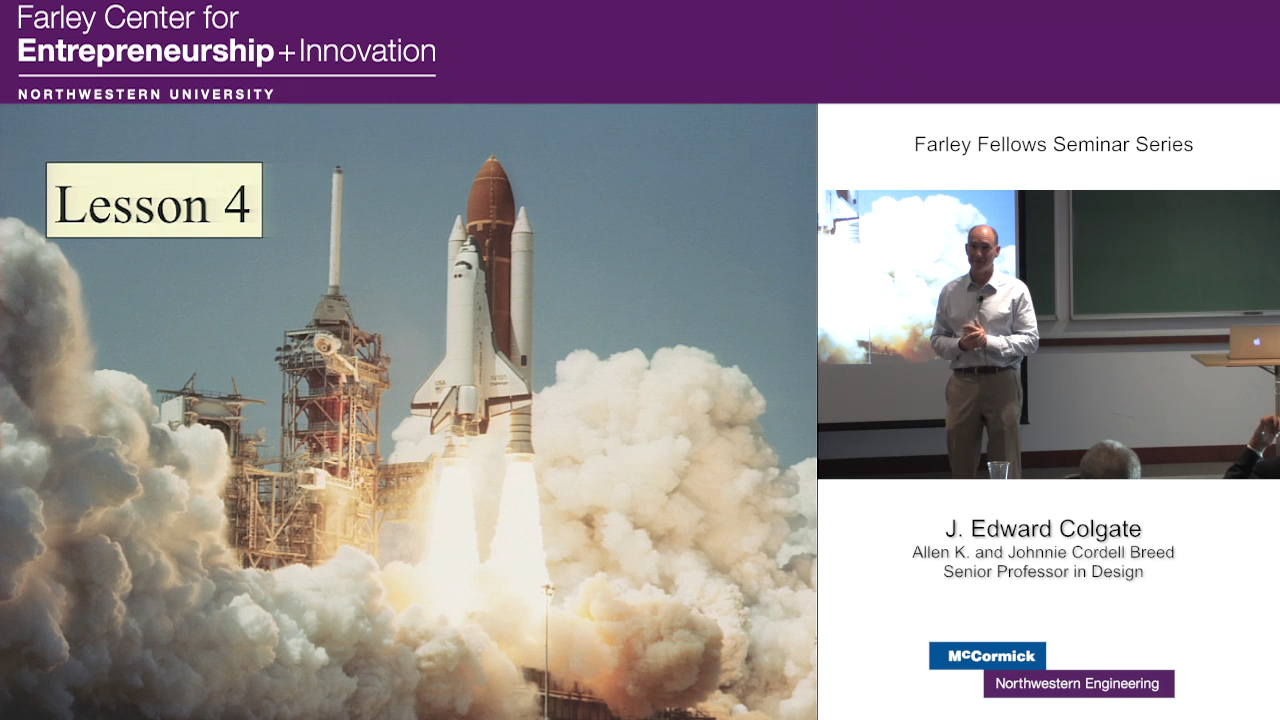 Farley Center for
Entrepreneurship+Innovation
NORTHWESTERN UNIVERSITY
Lesson 4
Farley Fellows Seminar Series
J. Edward Colgate
Allen K. and Johnnie Cordell Breed
Senior Professor in Design
McCormick
Northwestern Engineering